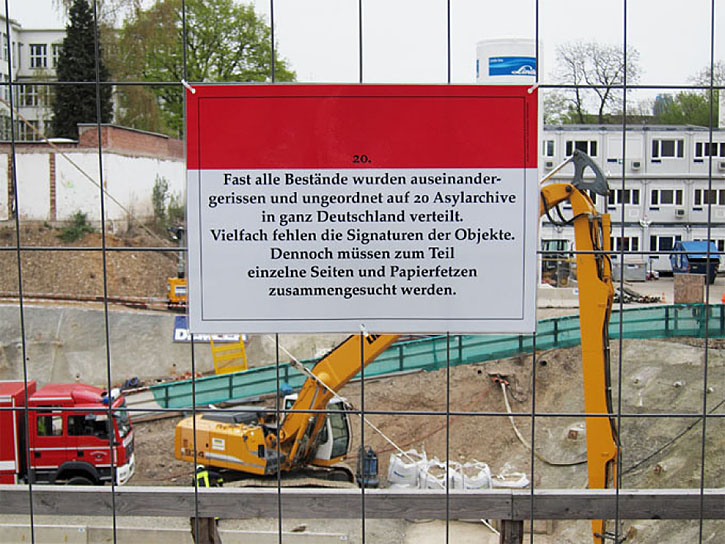 20.
Fast alle Bestände wurden auseinander-
gerissen und ungeordnet auf 20 Asylarchive
in ganz Deutschland verteilt.
Vielfach fehlen die Signaturen der Objekte.
Dennoch müssen zum Teil
einzelne Seiten und Papierfetzen
zusammengesucht werden.